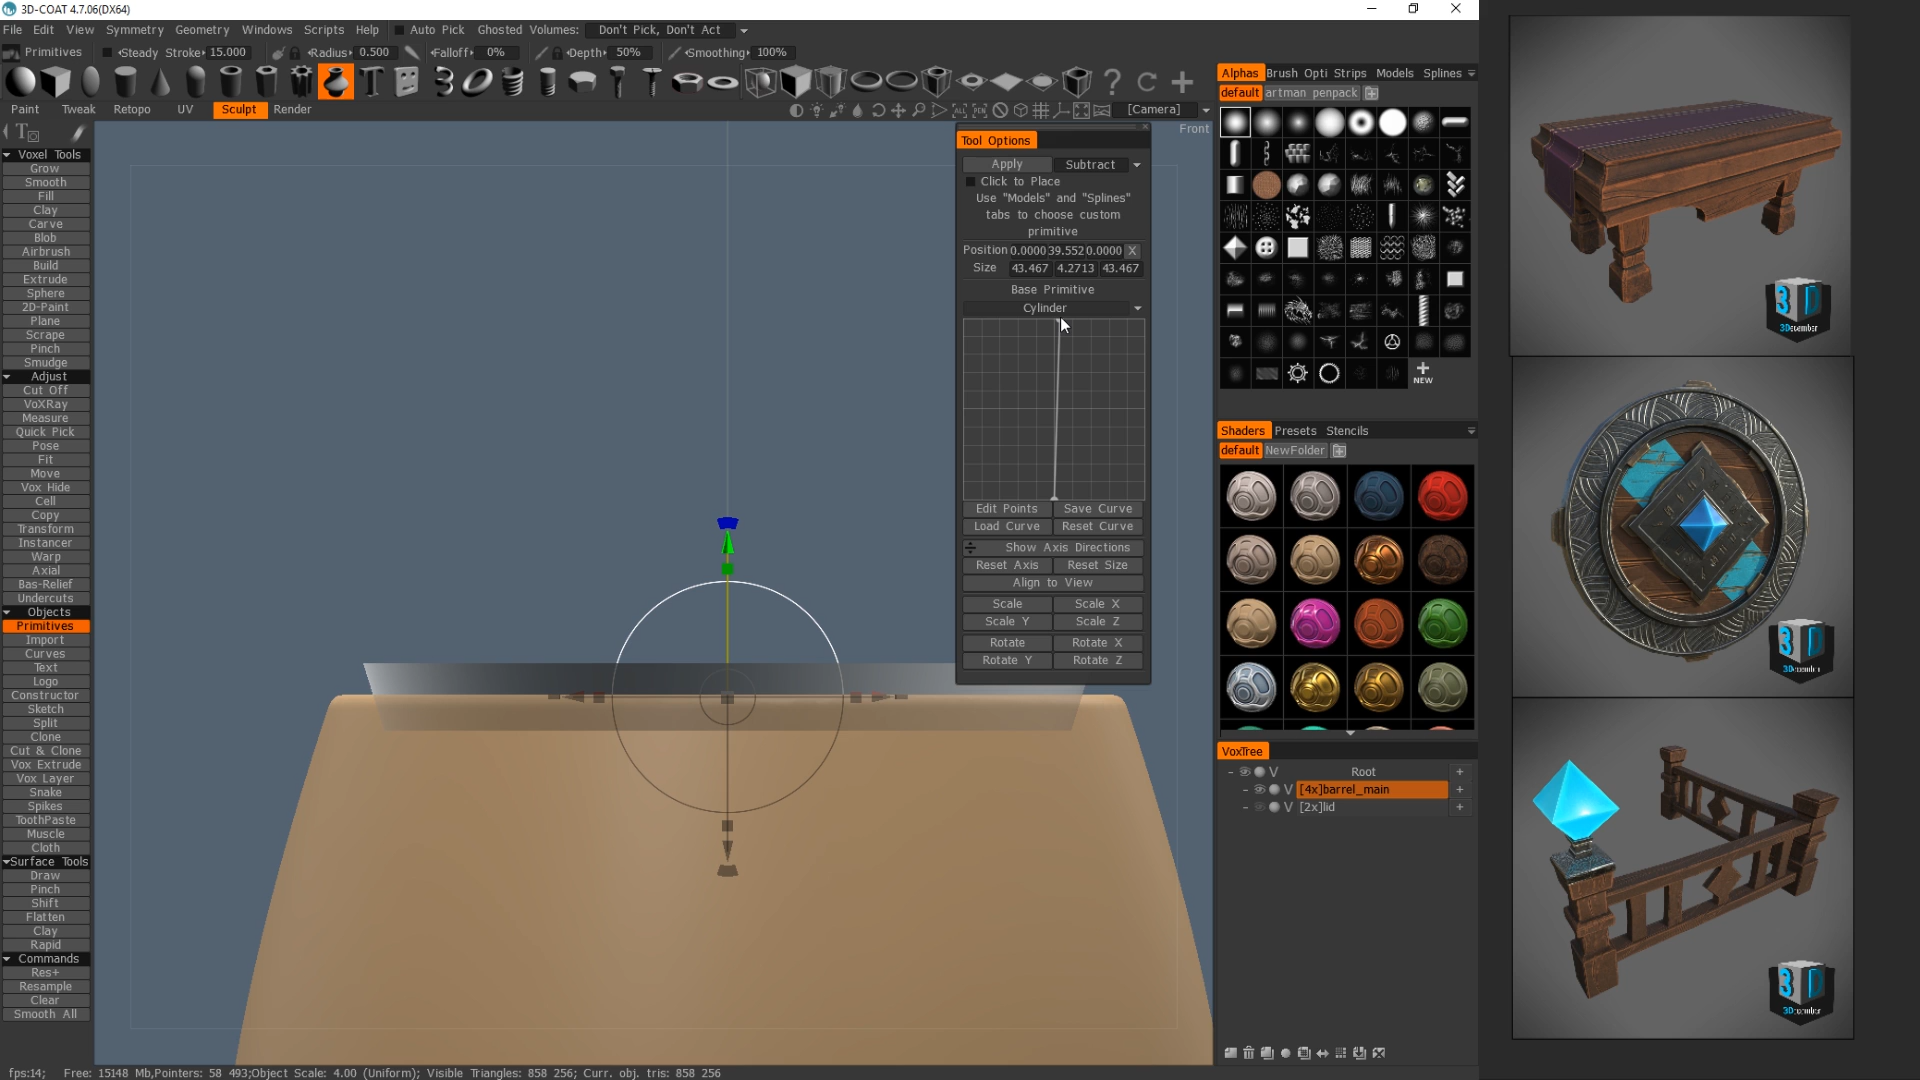 3D-COAT 4.7.06(DX64)
File Edit View Symmetry Geometry Windows Scripts Help Auto Pick Ghosted Volumes: Don't Pick, Don't Act
Primitives Steady Stroke 15.000 Radius 0.500 Falloff 0% Depth 50% Smoothing 100%
Paint Tweak Retopo UV Sculpt Render [Camera]
Front
Voxel Tools
Grow
Smooth
Fill
Clay
Carve
Blob
Airbrush
Build
Extrude
Sphere
2D-Paint
Plane
Scrape
Pinch
Smudge
Adjust
Cut Off
VoXRay
Measure
Quick Pick
Pose
Fit
Move
Vox Hide
Cell
Copy
Transform
Instancer
Warp
Axial
Bas-Relief
Undercuts
Objects
Primitives
Import
Curves
Text
Logo
Constructor
Sketch
Split
Clone
Cut & Clone
Vox Extrude
Vox Layer
Snake
Spikes
ToothPaste
Muscle
Cloth
Surface Tools
Draw
Pinch
Shift
Flatten
Clay
Rapid
Commands
Res+
Resample
Clear
Smooth All
Tool Options
Apply Subtract
Click to Place
Use "Models" and "Splines"
tabs to choose custom
primitive
Position 0.0000 39.552 0.0000 X
Size 43.467 4.2713 43.467
Base Primitive
Cylinder
Edit Points Save Curve
Load Curve Reset Curve
Show Axis Directions
Reset Axis Reset Size
Align to View
Scale Scale X
Scale Y Scale Z
Rotate Rotate X
Rotate Y Rotate Z
Alphas Brush Opti Strips Models Splines
default artman penpack
NEW
Shaders Presets Stencils
default NewFolder
VoxTree
Root
V [4x]barrel_main
V [2x]lid
3D
3December
3D
3December
3D
3December
fps:14; Free: 15148 Mb,Pointers: 58 493;Object Scale: 4.00 (Uniform); Visible Triangles: 858 256; Curr. obj. tris: 858 256